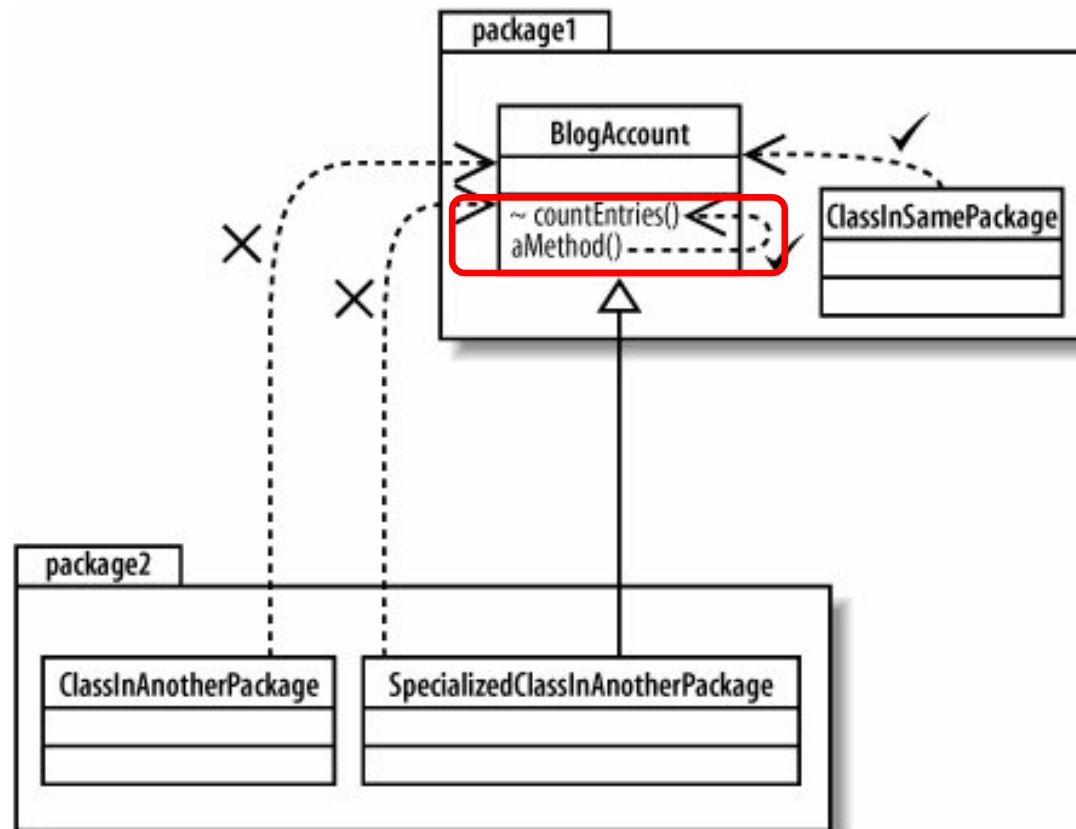 package1
BlogAccount
~ countEntries()
aMethod()
ClassInSamePackage
package2
ClassInAnotherPackage
SpecializedClassInAnotherPackage